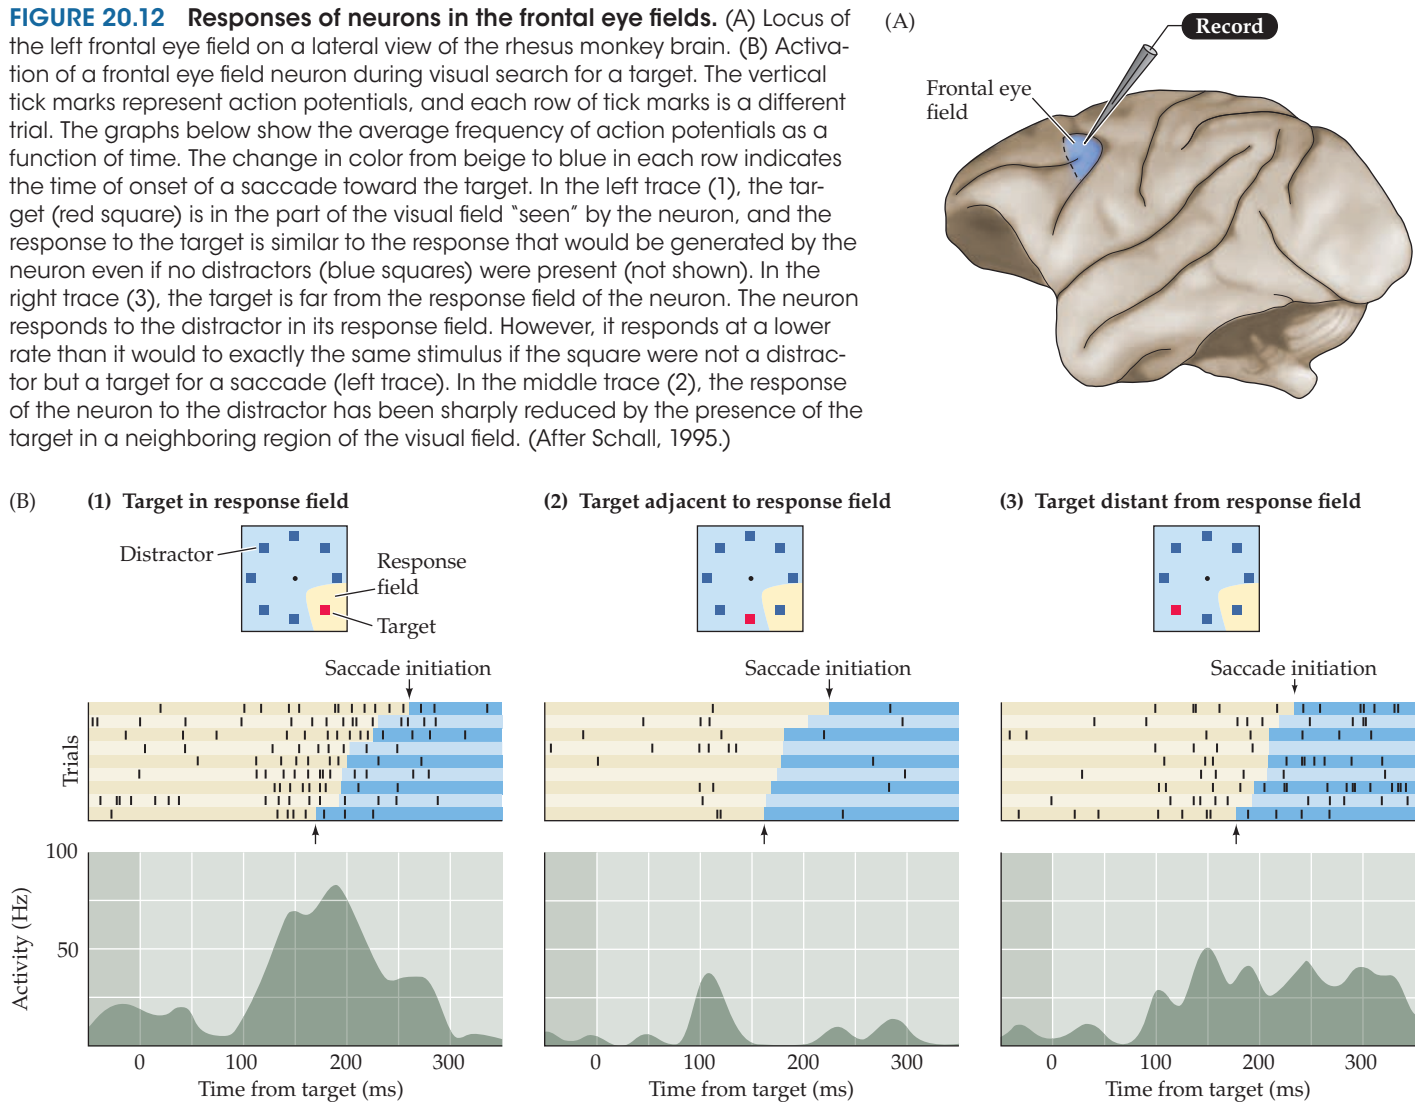 FIGURE 20.12 Responses of neurons in the frontal eye fields. (A) Locus of
the left frontal eye field on a lateral view of the rhesus monkey brain. (B) Activa-
tion of a frontal eye field neuron during visual search for a target. The vertical
tick marks represent action potentials, and each row of tick marks is a different
trial. The graphs below show the average frequency of action potentials as a
function of time. The change in color from beige to blue in each row indicates
the time of onset of a saccade toward the target. In the left trace (1), the tar-
get (red square) is in the part of the visual field “seen” by the neuron, and the
response to the target is similar to the response that would be generated by the
neuron even if no distractors (blue squares) were present (not shown). In the
right trace (3), the target is far from the response field of the neuron. The neuron
responds to the distractor in its response field. However, it responds at a lower
rate than it would to exactly the same stimulus if the square were not a distrac-
tor but a target for a saccade (left trace). In the middle trace (2), the response
of the neuron to the distractor has been sharply reduced by the presence of the
target in a neighboring region of the visual field. (After Schall, 1995.)
(A)
Record
Frontal eye
field
(B)
(1) Target in response field
Distractor
Response
field
Target
Saccade initiation
Trials
100
50
Activity (Hz)
0 100 200 300
Time from target (ms)
(2) Target adjacent to response field
Saccade initiation
0 100 200 300
Time from target (ms)
(3) Target distant from response field
Saccade initiation
0 100 200 300
Time from target (ms)